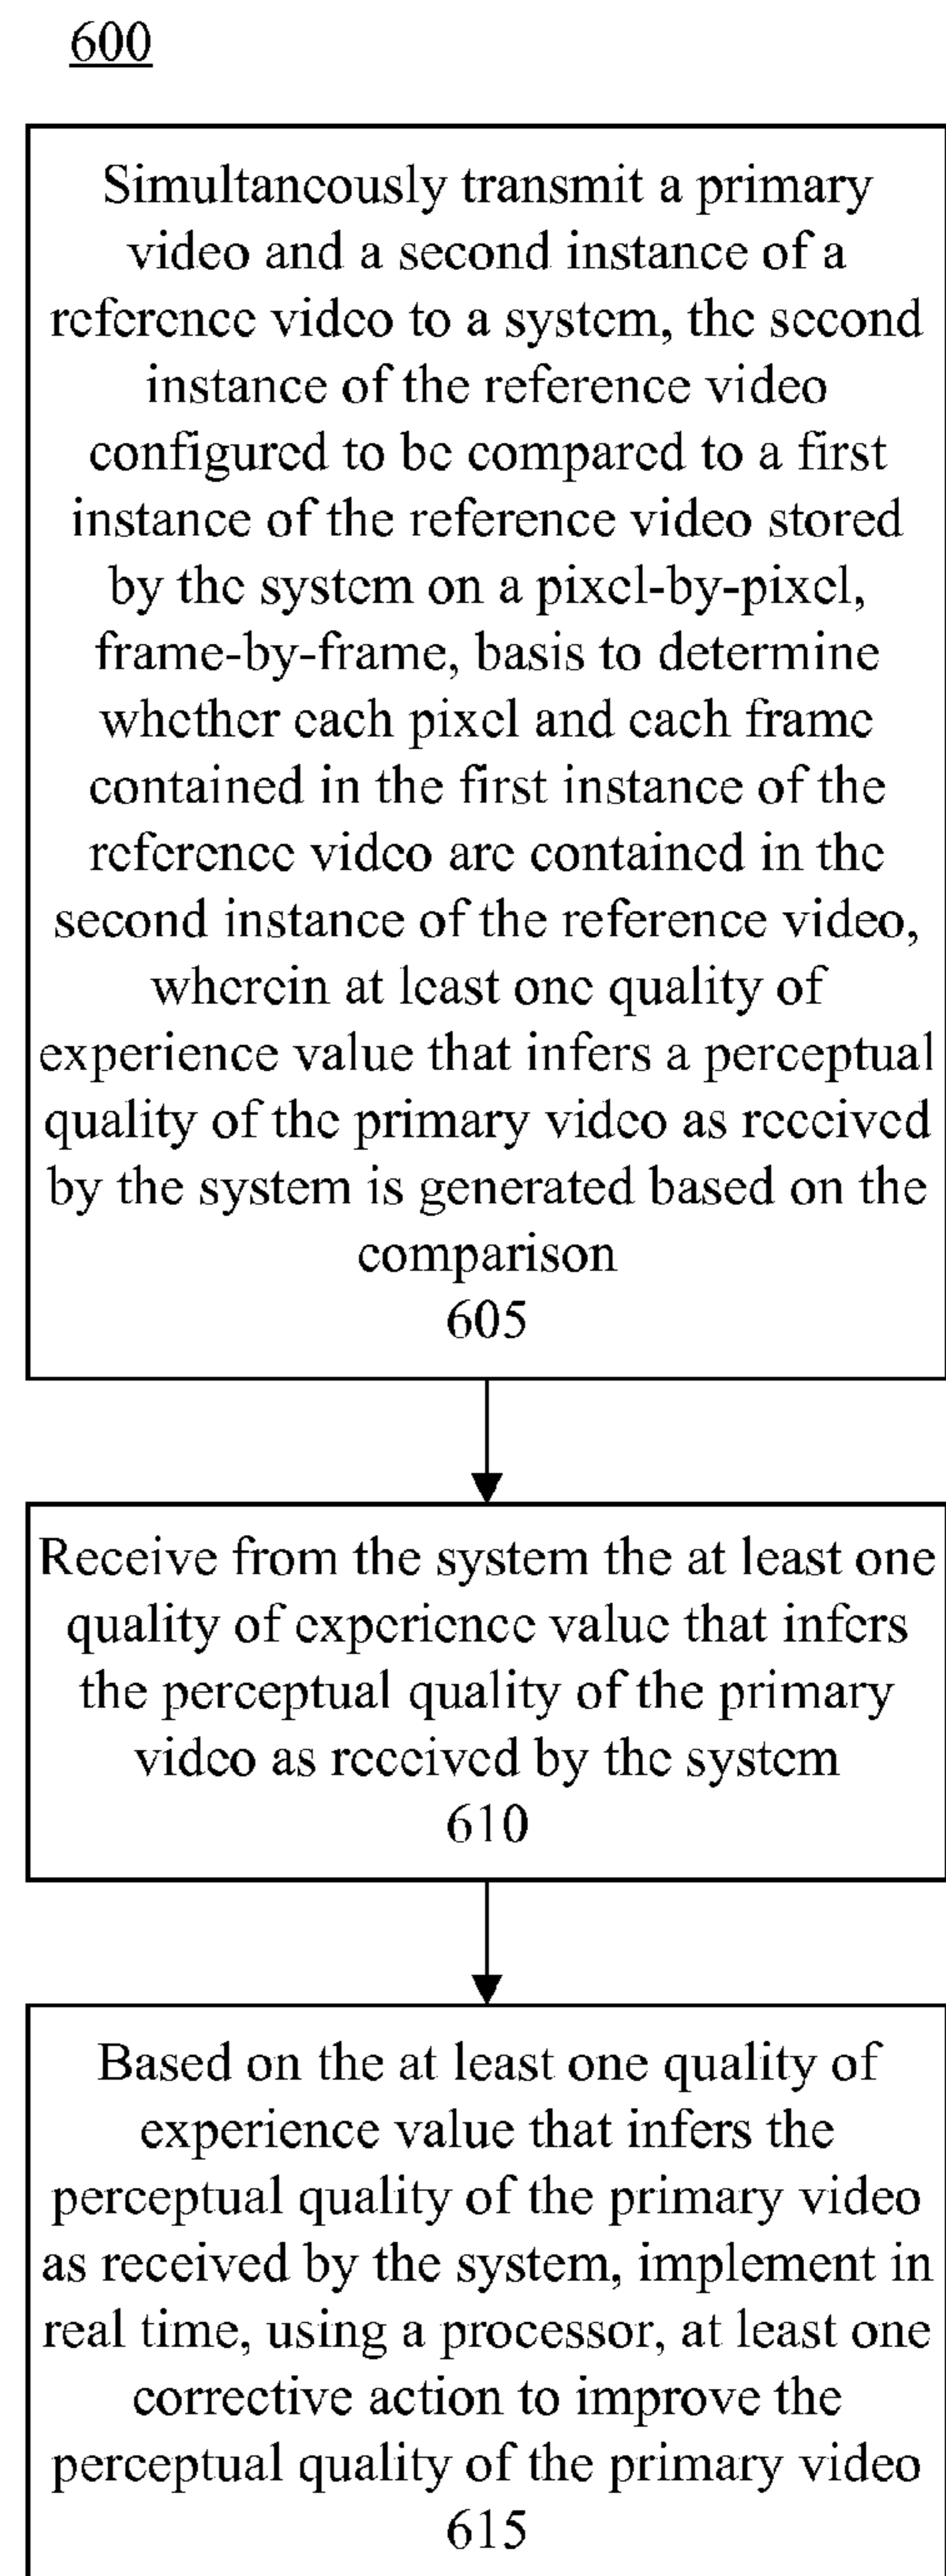 600
Simultaneously transmit a primary
video and a second instance of a
reference video to a system, the second
instance of the reference video
configured to be compared to a first
instance of the reference video stored
by the system on a pixel-by-pixel,
frame-by-frame, basis to determine
whether each pixel and each frame
contained in the first instance of the
reference video are contained in the
second instance of the reference video,
wherein at least one quality of
experience value that infers a perceptual
quality of the primary video as received
by the system is generated based on the
comparison
605
Receive from the system the at least one
quality of experience value that infers
the perceptual quality of the primary
video as received by the system
610
Based on the at least one quality of
experience value that infers the
perceptual quality of the primary video
as received by the system, implement in
real time, using a processor, at least one
corrective action to improve the
perceptual quality of the primary video
615